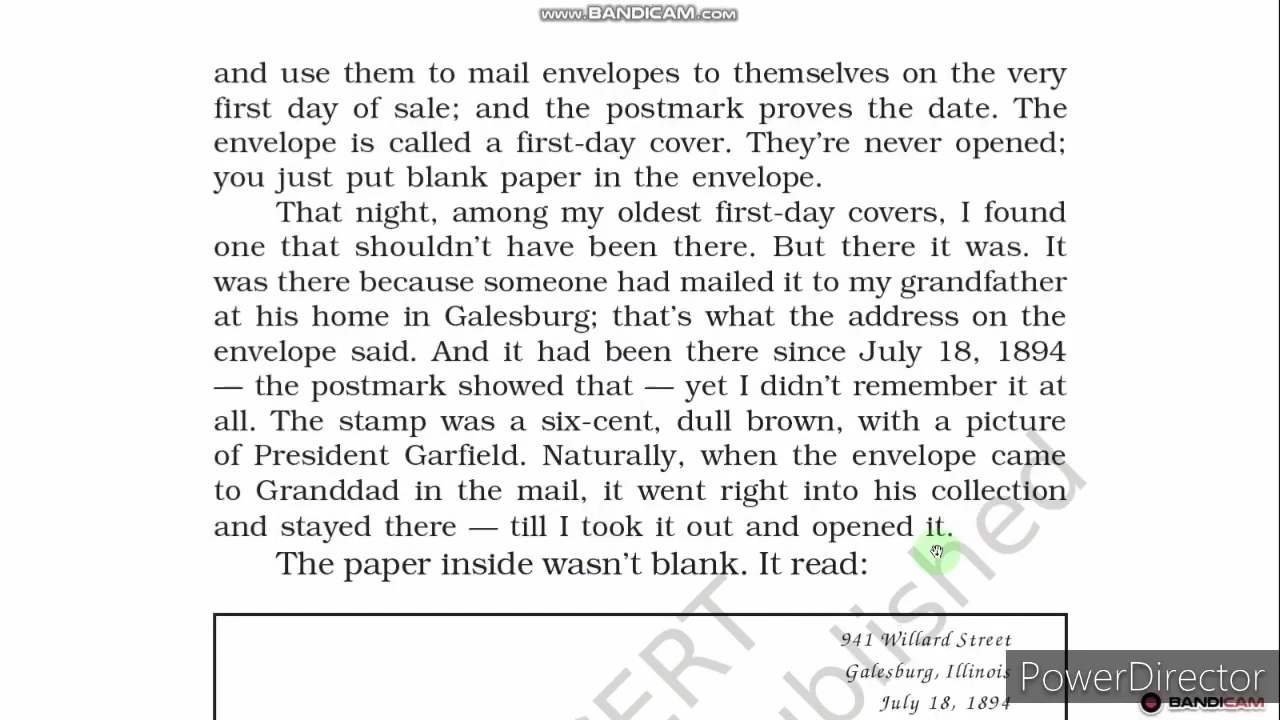 www.BANDICAM.com
and use them to mail envelopes to themselves on the very
first day of sale; and the postmark proves the date. The
envelope is called a first-day cover. They're never opened;
you just put blank paper in the envelope.
That night, among my oldest first-day covers, I found
one that shouldn't have been there. But there it was. It
was there because someone had mailed it to my grandfather
at his home in Galesburg; that's what the address on the
envelope said. And it had been there since July 18, 1894
— the postmark showed that — yet I didn't remember it at
all. The stamp was a six-cent, dull brown, with a picture
of President Garfield. Naturally, when the envelope came
to Granddad in the mail, it went right into his collection
and stayed there — till I took it out and opened it.
The paper inside wasn't blank. It read:
941 Willard Street
Galesburg, Illinois
July 18, 1894
PowerDirector
BANDICAM